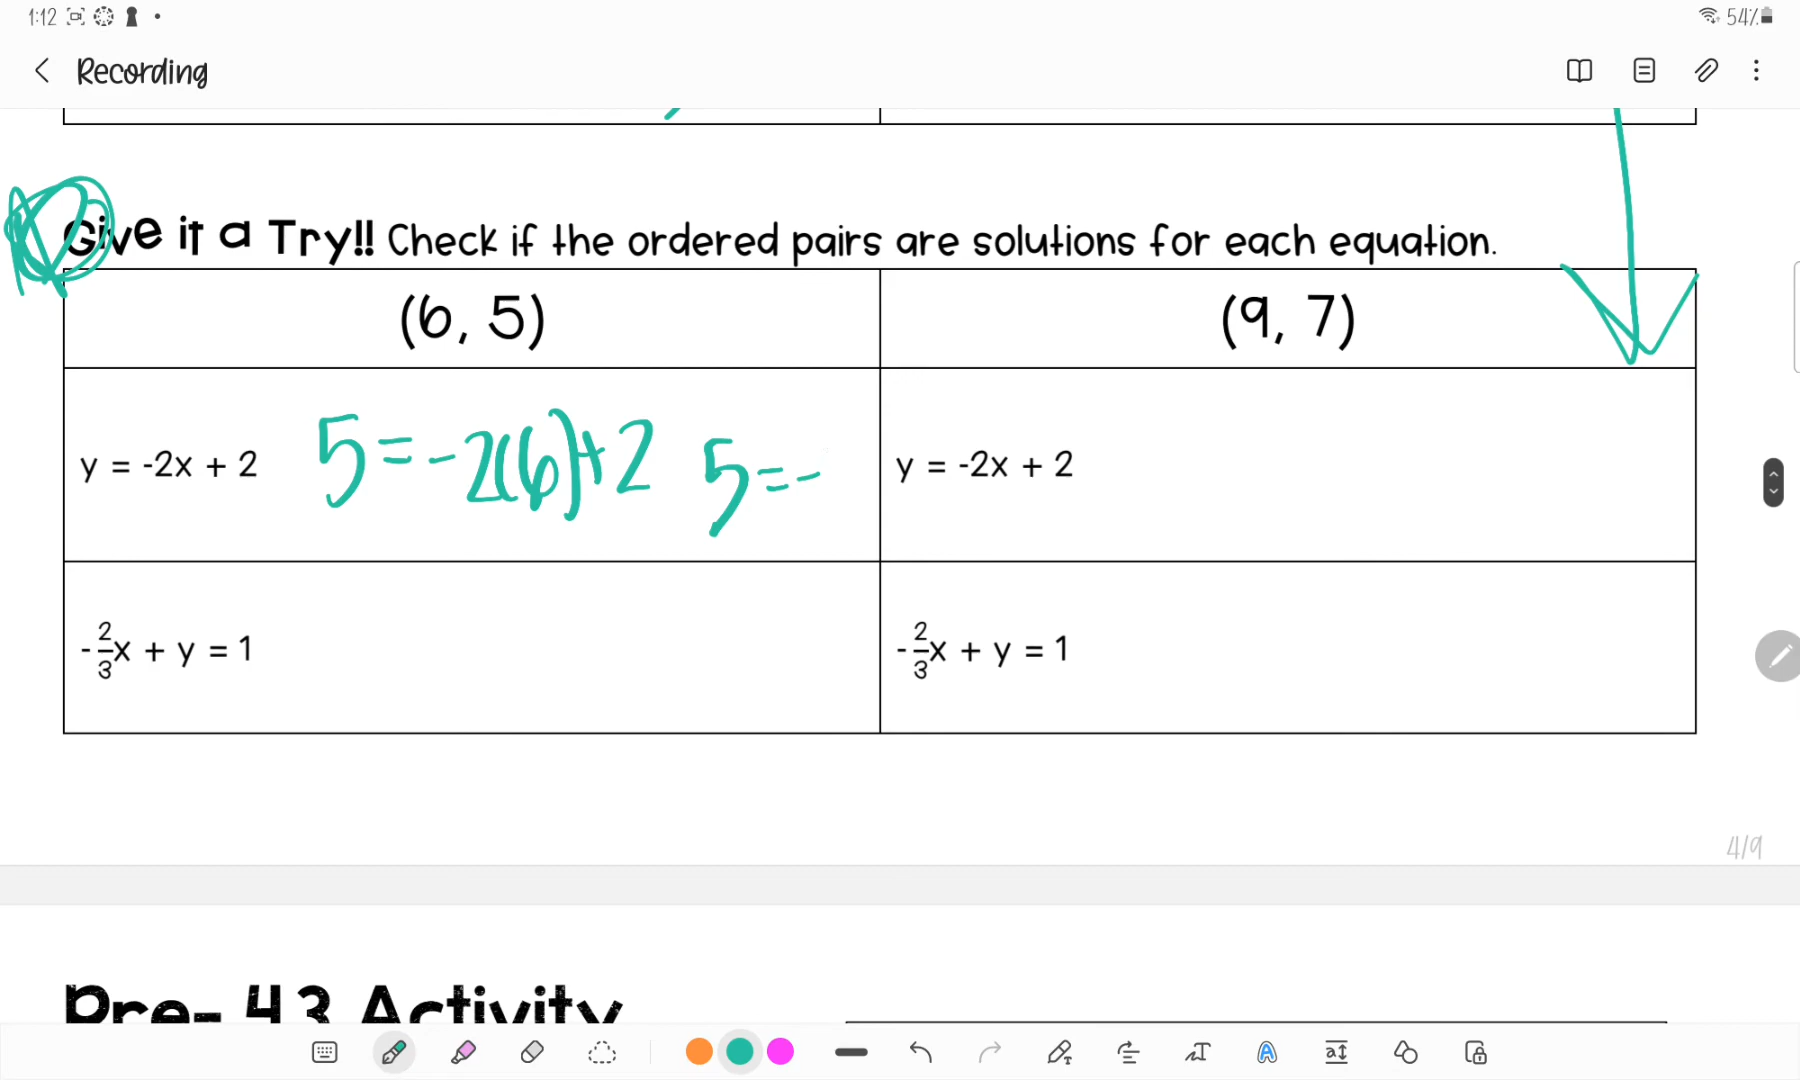 1:12 54%
Recording
Give it a Try!! Check if the ordered pairs are solutions for each equation.
(6, 5) (9, 7)
y = -2x + 2 5 = -2(6)+2 5 = - y = -2x + 2
-2/3x + y = 1 -2/3x + y = 1
4/9
Pre- 4.3 Activity